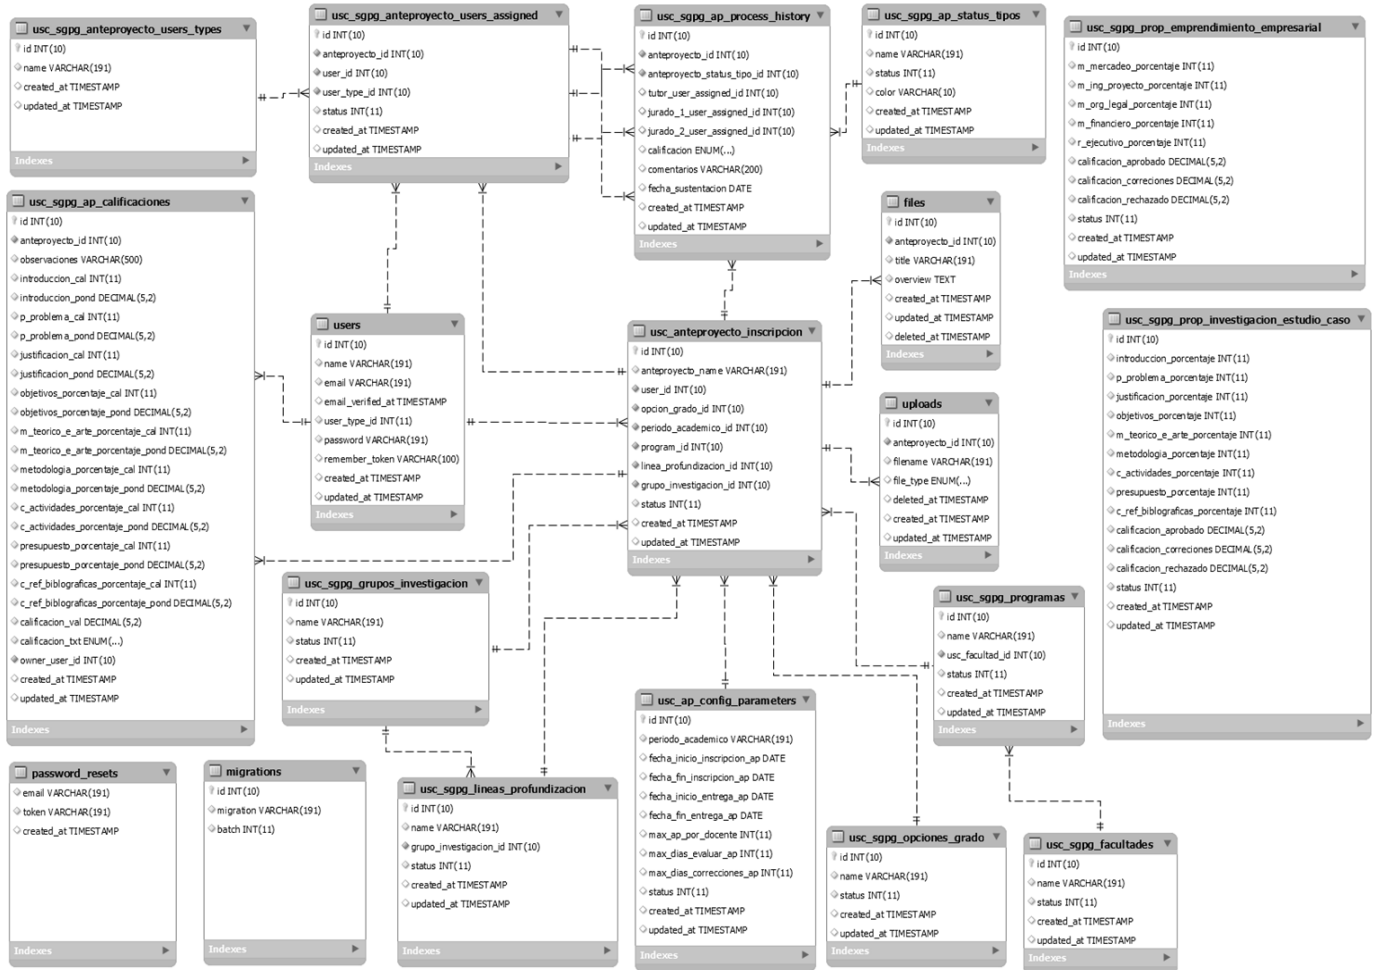 usc_sgpg_anteproyecto_users_types
id INT(10)
name VARCHAR(191)
created_at TIMESTAMP
updated_at TIMESTAMP
Indexes
usc_sgpg_anteproyecto_users_assigned
id INT(10)
anteproyecto_id INT(10)
user_id INT(10)
user_type_id INT(10)
status INT(11)
created_at TIMESTAMP
updated_at TIMESTAMP
Indexes
usc_sgpg_ap_process_history
id INT(10)
anteproyecto_id INT(10)
anteproyecto_status_tipo_id INT(10)
tutor_user_assigned_id INT(10)
jurado_1_user_assigned_id INT(10)
jurado_2_user_assigned_id INT(10)
calificacion ENUM(...)
comentarios VARCHAR(200)
fecha_sustentacion DATE
created_at TIMESTAMP
updated_at TIMESTAMP
Indexes
usc_sgpg_ap_status_tipos
id INT(10)
name VARCHAR(191)
status INT(11)
color VARCHAR(10)
created_at TIMESTAMP
updated_at TIMESTAMP
Indexes
usc_sgpg_prop_emprendimiento_empresarial
id INT(10)
m_mercadeo_porcentaje INT(11)
m_ing_proyecto_porcentaje INT(11)
m_org_legal_porcentaje INT(11)
m_financiero_porcentaje INT(11)
r_ejecutivo_porcentaje INT(11)
calificacion_aprobado DECIMAL(5,2)
calificacion_correciones DECIMAL(5,2)
calificacion_rechazado DECIMAL(5,2)
status INT(11)
created_at TIMESTAMP
updated_at TIMESTAMP
Indexes
usc_sgpg_ap_calificaciones
id INT(10)
anteproyecto_id INT(10)
observaciones VARCHAR(500)
introduccion_cal INT(11)
introduccion_pond DECIMAL(5,2)
p_problema_cal INT(11)
p_problema_pond DECIMAL(5,2)
justificacion_cal INT(11)
justificacion_pond DECIMAL(5,2)
objetivos_porcentaje_cal INT(11)
objetivos_porcentaje_pond DECIMAL(5,2)
m_teorico_e_arte_porcentaje_cal INT(11)
m_teorico_e_arte_porcentaje_pond DECIMAL(5,2)
metodologia_porcentaje_cal INT(11)
metodologia_porcentaje_pond DECIMAL(5,2)
c_actividades_porcentaje_cal INT(11)
c_actividades_porcentaje_pond DECIMAL(5,2)
presupuesto_porcentaje_cal INT(11)
presupuesto_porcentaje_pond DECIMAL(5,2)
c_ref_biblograficas_porcentaje_cal INT(11)
c_ref_biblograficas_porcentaje_pond DECIMAL(5,2)
calificacion_val DECIMAL(5,2)
calificacion_txt ENUM(...)
owner_user_id INT(10)
created_at TIMESTAMP
updated_at TIMESTAMP
Indexes
users
id INT(10)
name VARCHAR(191)
email VARCHAR(191)
email_verified_at TIMESTAMP
user_type_id INT(11)
password VARCHAR(191)
remember_token VARCHAR(100)
created_at TIMESTAMP
updated_at TIMESTAMP
Indexes
usc_anteproyecto_inscripcion
id INT(10)
anteproyecto_name VARCHAR(191)
user_id INT(10)
opcion_grado_id INT(10)
periodo_academico_id INT(10)
program_id INT(10)
linea_profundizacion_id INT(10)
grupo_investigacion_id INT(10)
status INT(11)
created_at TIMESTAMP
updated_at TIMESTAMP
Indexes
files
id INT(10)
anteproyecto_id INT(10)
title VARCHAR(191)
overview TEXT
created_at TIMESTAMP
updated_at TIMESTAMP
deleted_at TIMESTAMP
Indexes
uploads
id INT(10)
anteproyecto_id INT(10)
filename VARCHAR(191)
file_type ENUM(...)
deleted_at TIMESTAMP
created_at TIMESTAMP
updated_at TIMESTAMP
Indexes
usc_sgpg_prop_investigacion_estudio_caso
id INT(10)
introduccion_porcentaje INT(11)
p_problema_porcentaje INT(11)
justificacion_porcentaje INT(11)
objetivos_porcentaje INT(11)
m_teorico_e_arte_porcentaje INT(11)
metodologia_porcentaje INT(11)
c_actividades_porcentaje INT(11)
presupuesto_porcentaje INT(11)
c_ref_biblograficas_porcentaje INT(11)
calificacion_aprobado DECIMAL(5,2)
calificacion_correciones DECIMAL(5,2)
calificacion_rechazado DECIMAL(5,2)
status INT(11)
created_at TIMESTAMP
updated_at TIMESTAMP
Indexes
usc_sgpg_grupos_investigacion
id INT(10)
name VARCHAR(191)
status INT(11)
created_at TIMESTAMP
updated_at TIMESTAMP
Indexes
usc_sgpg_programas
id INT(10)
name VARCHAR(191)
usc_facultad_id INT(10)
status INT(11)
created_at TIMESTAMP
updated_at TIMESTAMP
Indexes
password_resets
email VARCHAR(191)
token VARCHAR(191)
created_at TIMESTAMP
Indexes
migrations
id INT(10)
migration VARCHAR(191)
batch INT(11)
Indexes
usc_sgpg_lineas_profundizacion
id INT(10)
name VARCHAR(191)
grupo_investigacion_id INT(10)
status INT(11)
created_at TIMESTAMP
updated_at TIMESTAMP
Indexes
usc_ap_config_parameters
id INT(10)
periodo_academico VARCHAR(191)
fecha_inicio_inscripcion_ap DATE
fecha_fin_inscripcion_ap DATE
fecha_inicio_entrega_ap DATE
fecha_fin_entrega_ap DATE
max_ap_por_docente INT(11)
max_dias_evaluar_ap INT(11)
max_dias_correcciones_ap INT(11)
status INT(11)
created_at TIMESTAMP
updated_at TIMESTAMP
Indexes
usc_sgpg_opciones_grado
id INT(10)
name VARCHAR(191)
status INT(11)
created_at TIMESTAMP
updated_at TIMESTAMP
Indexes
usc_sgpg_facultades
id INT(10)
name VARCHAR(191)
status INT(11)
created_at TIMESTAMP
updated_at TIMESTAMP
Indexes